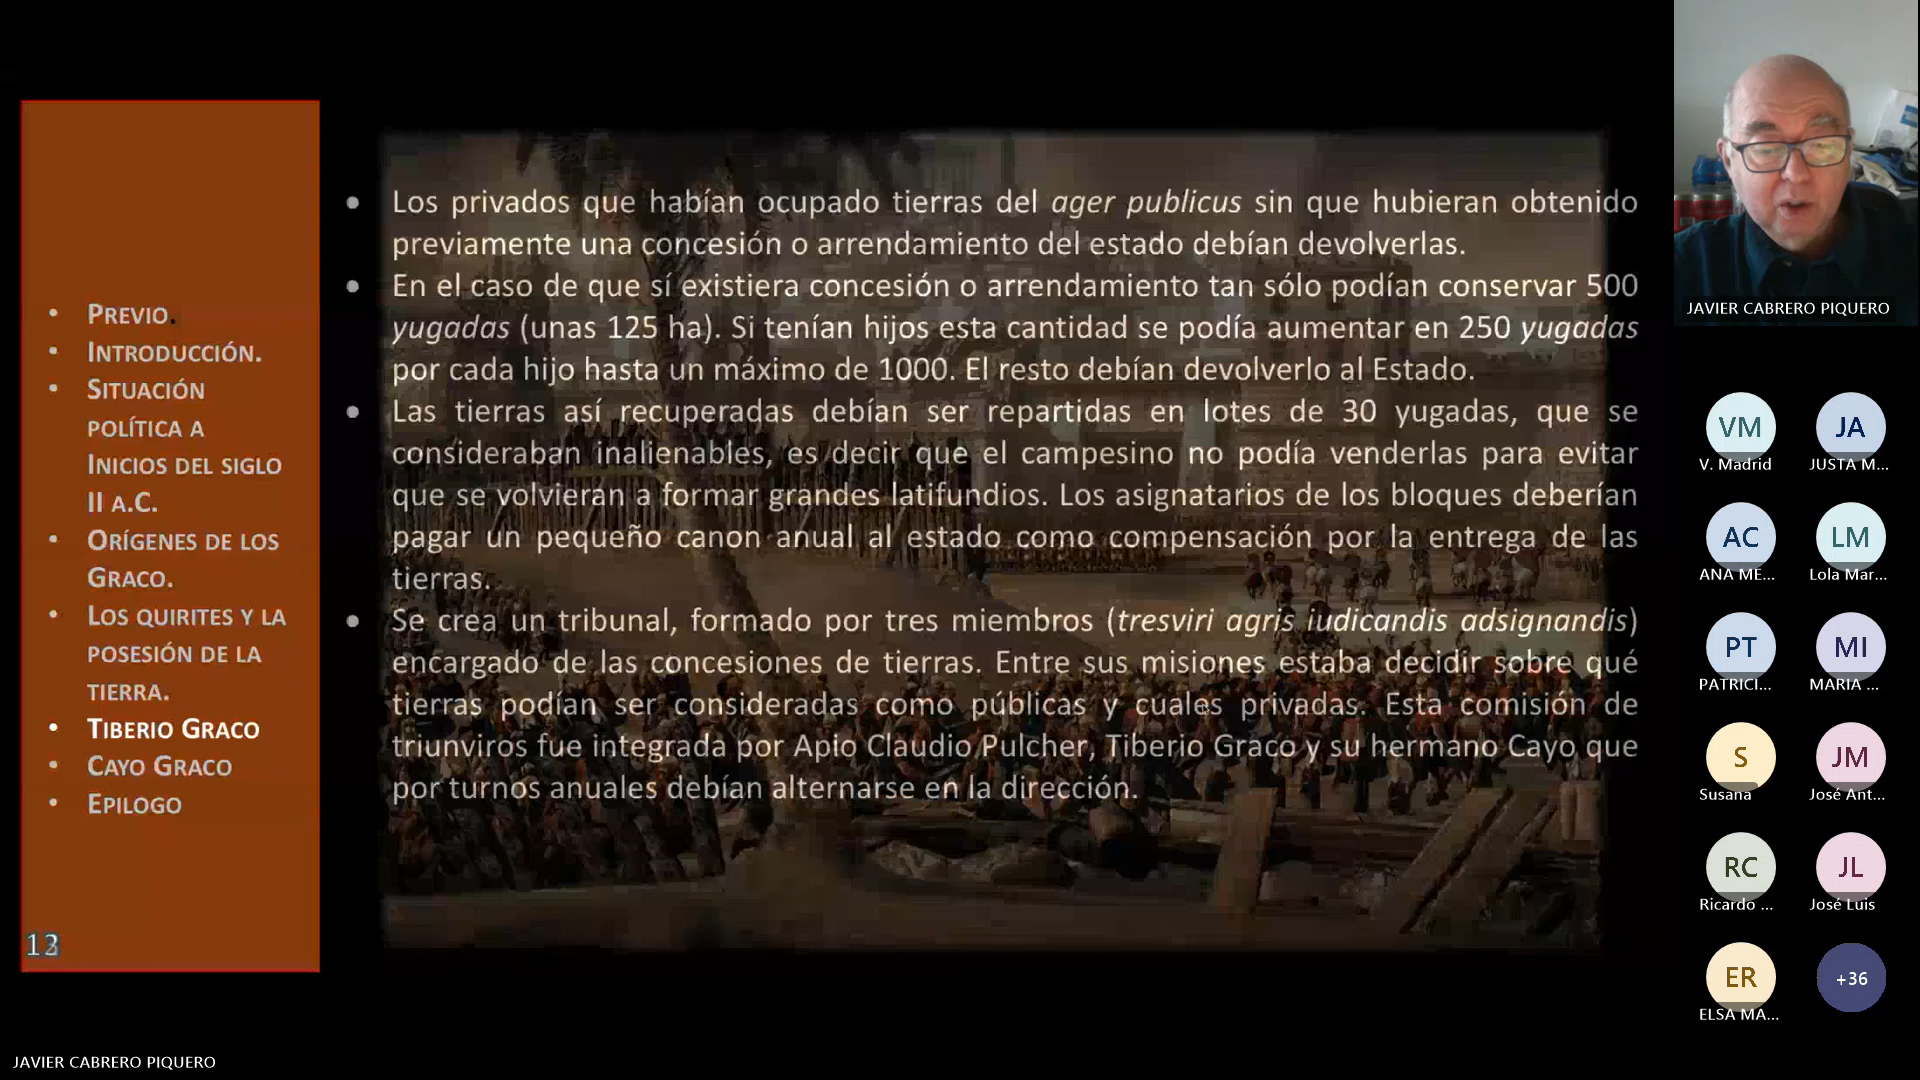 • PREVIO.
• INTRODUCCIÓN.
• SITUACIÓN
POLÍTICA A
INICIOS DEL SIGLO
II A.C.
• ORÍGENES DE LOS
GRACO.
• LOS QUIRITES Y LA
POSESIÓN DE LA
TIERRA.
• TIBERIO GRACO
• CAYO GRACO
• EPILOGO
• Los privados que habían ocupado tierras del ager publicus sin que hubieran obtenido
previamente una concesión o arrendamiento del estado debían devolverlas.
• En el caso de que sí existiera concesión o arrendamiento tan sólo podían conservar 500
yugadas (unas 125 ha). Si tenían hijos esta cantidad se podía aumentar en 250 yugadas
por cada hijo hasta un máximo de 1000. El resto debían devolverlo al Estado.
• Las tierras así recuperadas debían ser repartidas en lotes de 30 yugadas, que se
consideraban inalienables, es decir que el campesino no podía venderlas para evitar
que se volvieran a formar grandes latifundios. Los asignatarios de los bloques deberían
pagar un pequeño canon anual al estado como compensación por la entrega de las
tierras.
• Se crea un tribunal, formado por tres miembros (tresviri agris iudicandis adsignandis)
encargado de las concesiones de tierras. Entre sus misiones estaba decidir sobre qué
tierras podían ser consideradas como públicas y cuales privadas. Esta comisión de
triunviros fue integrada por Apio Claudio Pulcher, Tiberio Graco y su hermano Cayo que
por turnos anuales debían alternarse en la dirección.
JAVIER CABRERO PIQUERO
VM
V. Madrid
JA
JUSTA M...
AC
ANA ME...
LM
Lola Mar...
PT
PATRICI...
MI
MARIA ...
S
Susana
JM
José Ant...
RC
Ricardo ...
JL
José Luis
ER
ELSA MA...
+36
JAVIER CABRERO PIQUERO